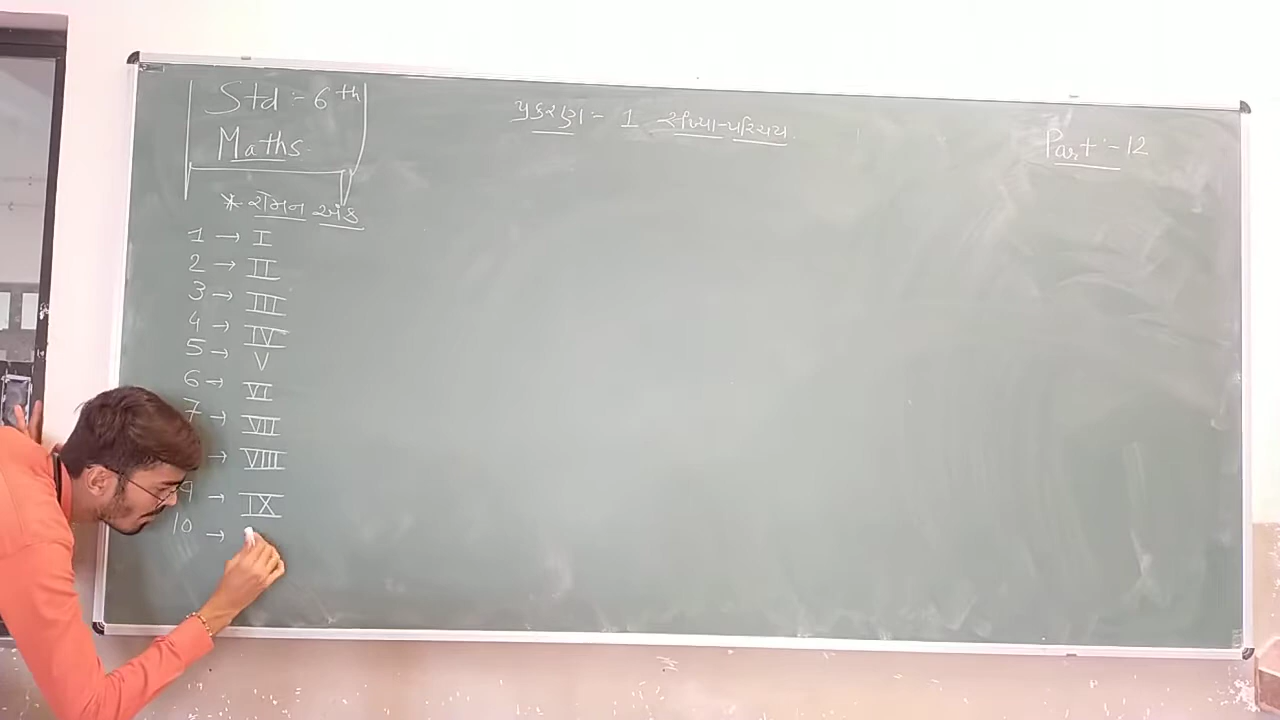 Std :- 6th
Maths.
પ્રકરણ :- 1 સંખ્યા-પરિચય.
Part :- 12
* રોમન અંક
1 → I
2 → II
3 → III
4 → IV
5 → V
6 → VI
7 → VII
→ VIII
9 → IX
10 →